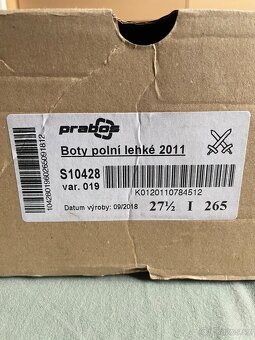 prabos
Boty polní lehké 2011
S10428
var. 019
K0120110784512
Datum výroby: 09/2018
27½ I 265